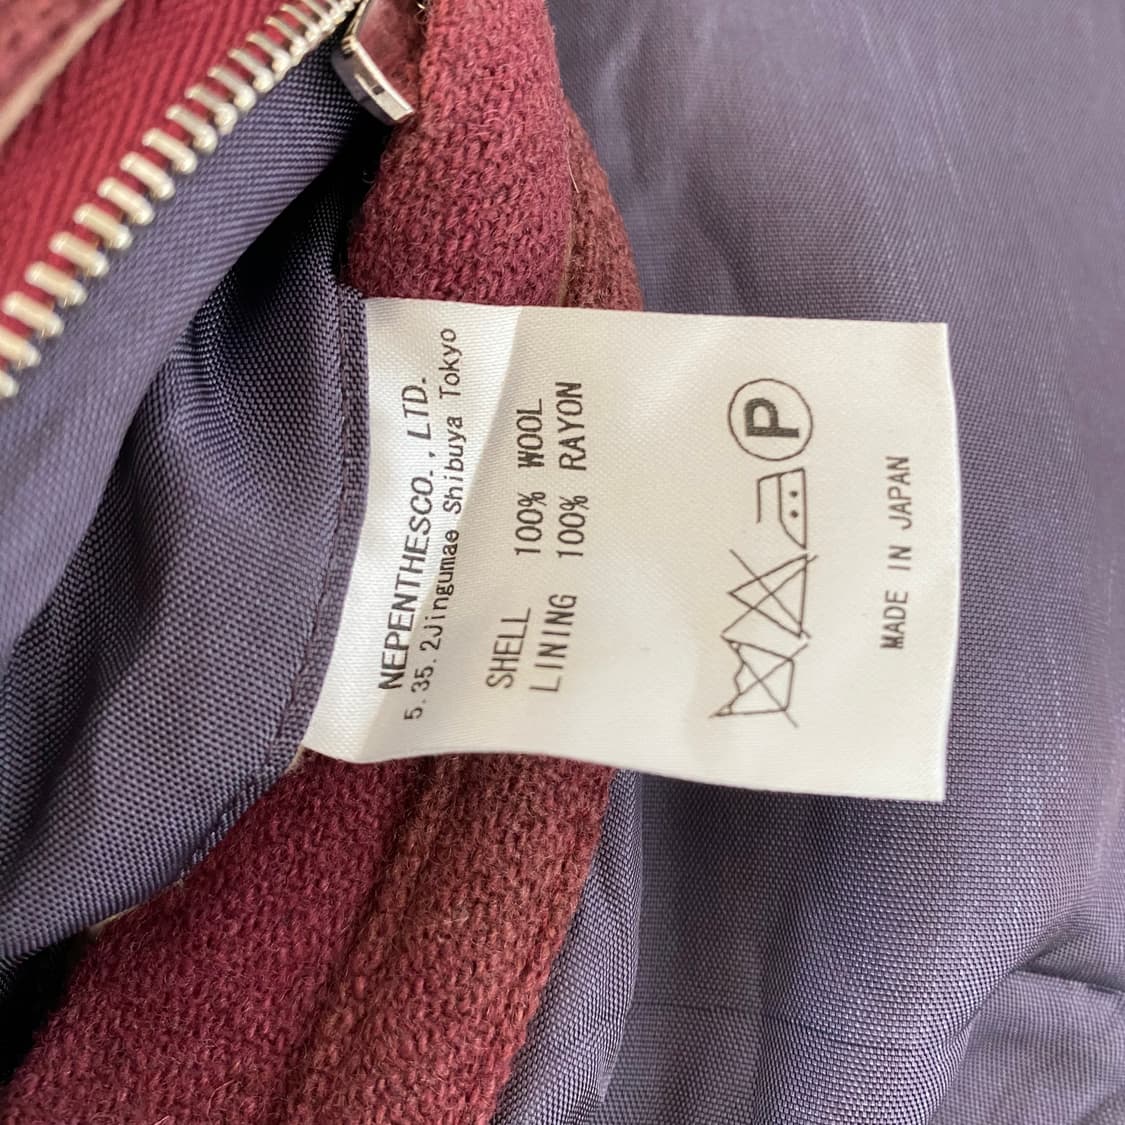 NEPENTHESCO.,LTD.
5.35.2Jingumae Shibuya Tokyo
SHELL 100% WOOL
LINING 100% RAYON
P
MADE IN JAPAN